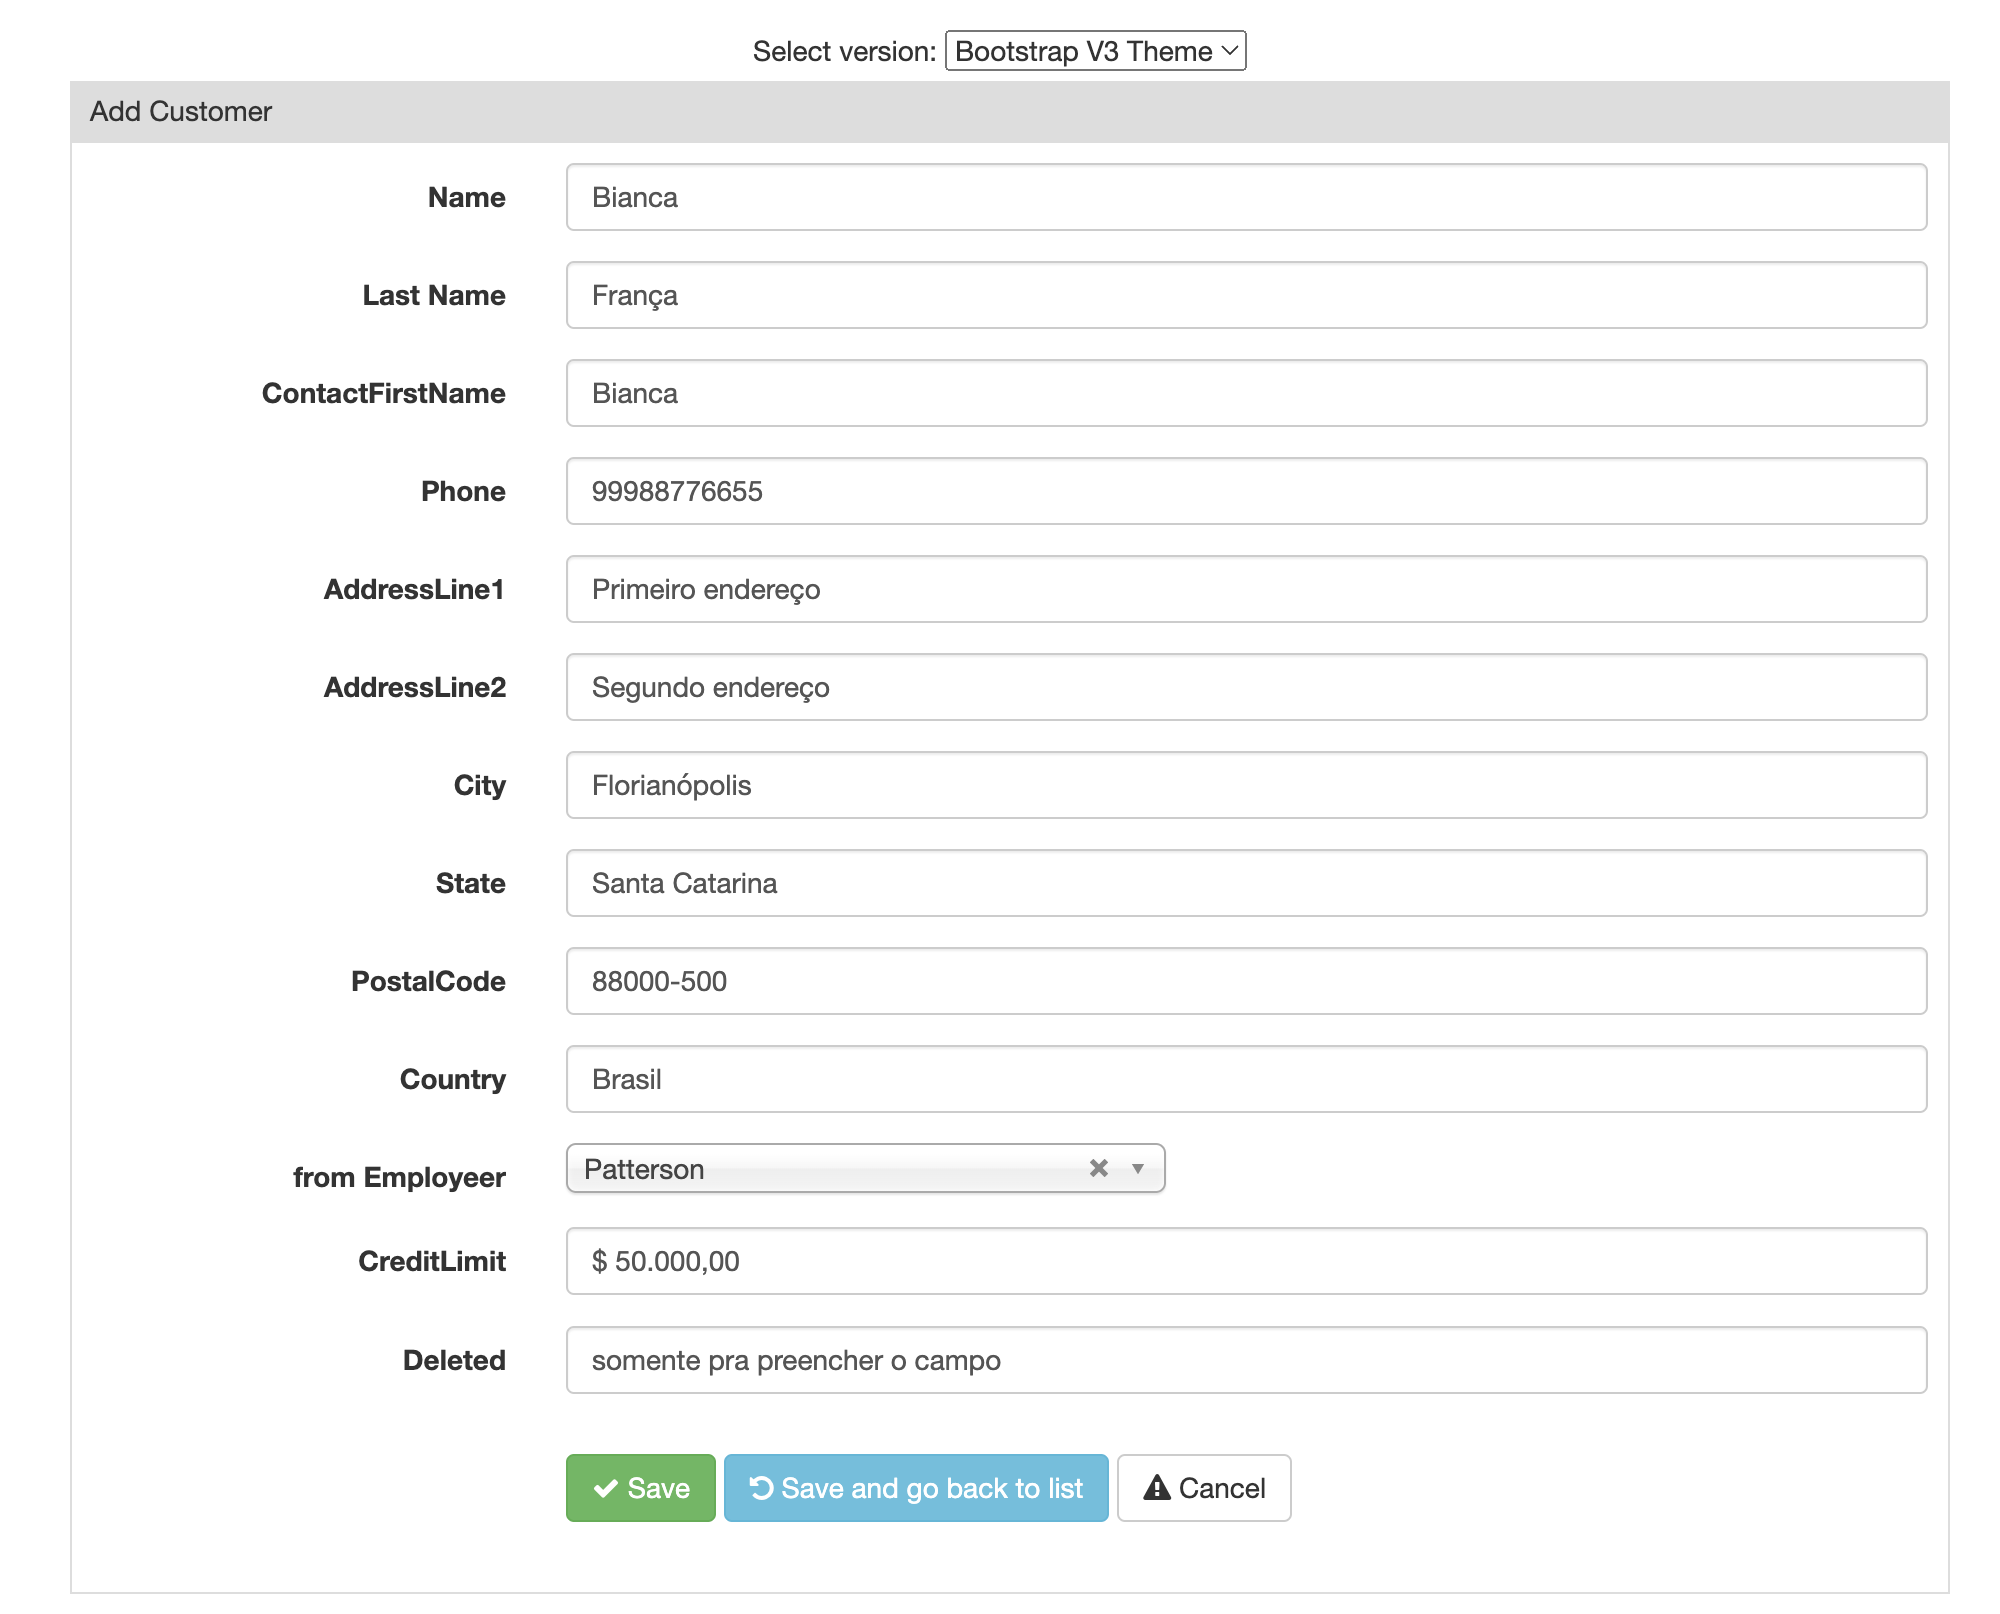 Select version: Bootstrap V3 Theme
Add Customer
Name Bianca
Last Name França
ContactFirstName Bianca
Phone 99988776655
AddressLine1 Primeiro endereço
AddressLine2 Segundo endereço
City Florianópolis
State Santa Catarina
PostalCode 88000-500
Country Brasil
from Employeer Patterson
CreditLimit $ 50.000,00
Deleted somente pra preencher o campo
Save Save and go back to list Cancel